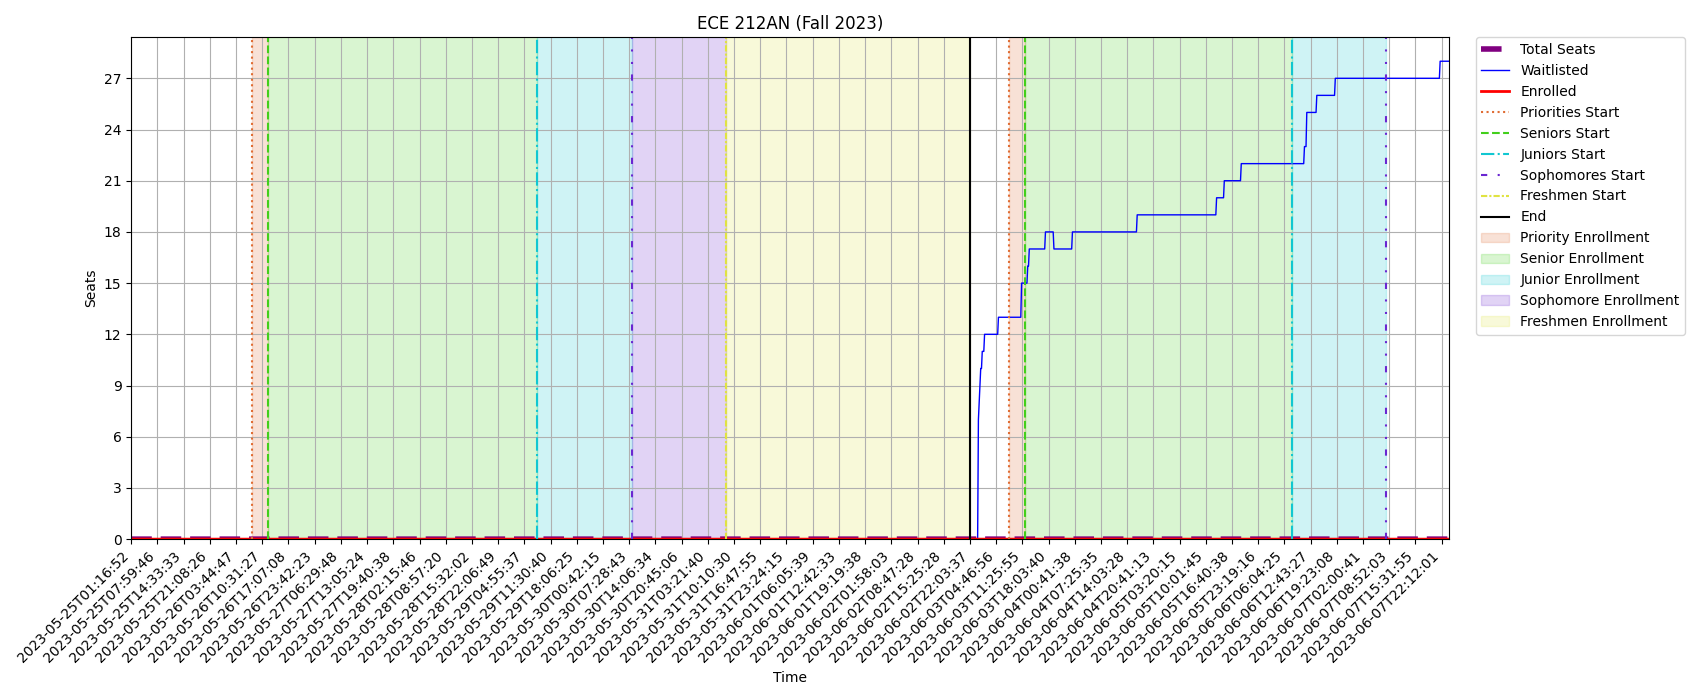 ECE 212AN (Fall 2023)
Total Seats
Waitlisted
Enrolled
Priorities Start
Seniors Start
Juniors Start
Sophomores Start
Freshmen Start
End
Priority Enrollment
Senior Enrollment
Junior Enrollment
Sophomore Enrollment
Freshmen Enrollment
Seats
27
24
21
18
15
12
9
6
3
0
2023-05-25T01:16:52
2023-05-25T07:59:46
2023-05-25T14:33:33
2023-05-25T21:08:26
2023-05-26T03:44:47
2023-05-26T10:31:27
2023-05-26T17:07:08
2023-05-26T23:42:23
2023-05-27T06:29:48
2023-05-27T13:05:24
2023-05-27T19:40:38
2023-05-28T02:15:46
2023-05-28T08:57:20
2023-05-28T15:32:02
2023-05-28T22:06:49
2023-05-29T04:55:37
2023-05-29T11:30:40
2023-05-29T18:06:25
2023-05-30T00:42:15
2023-05-30T07:28:43
2023-05-30T14:06:34
2023-05-30T20:45:06
2023-05-31T03:21:40
2023-05-31T10:10:30
2023-05-31T16:47:55
2023-05-31T23:24:15
2023-06-01T06:05:39
2023-06-01T12:42:33
2023-06-01T19:19:38
2023-06-02T01:58:03
2023-06-02T08:47:28
2023-06-02T15:25:28
2023-06-02T22:03:37
2023-06-03T04:46:56
2023-06-03T11:25:55
2023-06-03T18:03:40
2023-06-04T00:41:38
2023-06-04T07:25:35
2023-06-04T14:03:28
2023-06-04T20:41:13
2023-06-05T03:20:15
2023-06-05T10:01:45
2023-06-05T16:40:38
2023-06-05T23:19:16
2023-06-06T06:04:25
2023-06-06T12:43:27
2023-06-06T19:23:08
2023-06-07T02:00:41
2023-06-07T08:52:03
2023-06-07T15:31:55
2023-06-07T22:12:01
Time